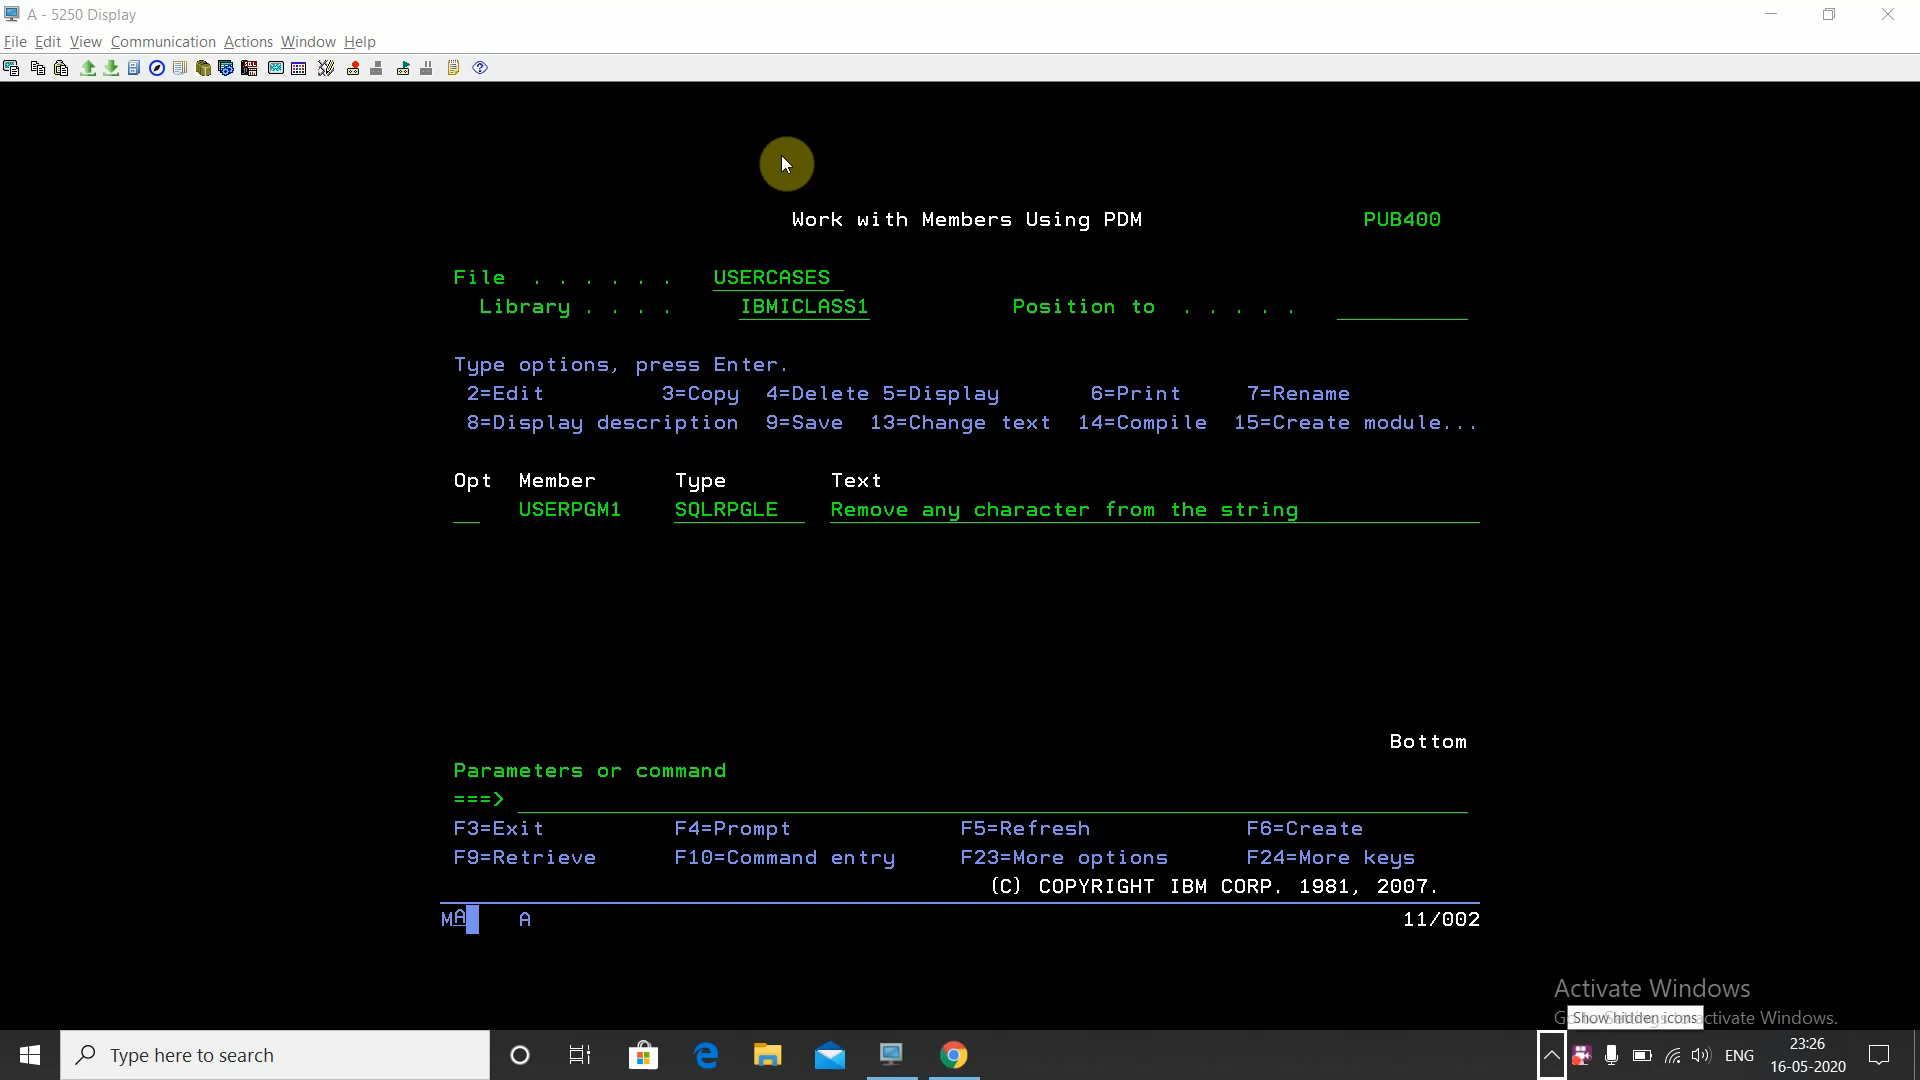 A - 5250 Display
File Edit View Communication Actions Window Help
Work with Members Using PDM PUB400
File . . . . . . USERCASES
Library . . . . IBMICLASS1 Position to . . . . .
Type options, press Enter.
2=Edit 3=Copy 4=Delete 5=Display 6=Print 7=Rename
8=Display description 9=Save 13=Change text 14=Compile 15=Create module...
Opt Member Type Text
USERPGM1 SQLRPGLE Remove any character from the string
Bottom
Parameters or command
===>
F3=Exit F4=Prompt F5=Refresh F6=Create
F9=Retrieve F10=Command entry F23=More options F24=More keys
(C) COPYRIGHT IBM CORP. 1981, 2007.
MA A 11/002
Activate Windows
Show hidden icons
activate Windows.
Type here to search
ENG
23:26
16-05-2020